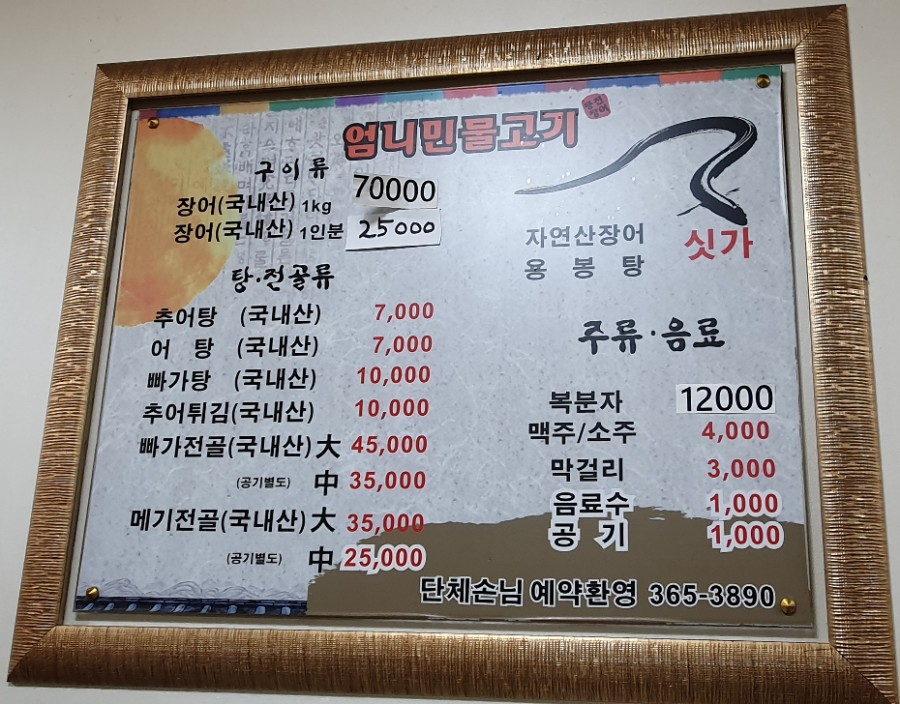 엄니민물고기
구이류
장어(국내산) 1kg 70000
장어(국내산) 1인분 25000
탕·전골류
추어탕 (국내산) 7,000
어 탕 (국내산) 7,000
빠가탕 (국내산) 10,000
추어튀김(국내산) 10,000
빠가전골(국내산) 大 45,000
(공기별도) 中 35,000
메기전골(국내산) 大 35,000
(공기별도) 中 25,000
자연산장어 싯가
용 봉 탕
주류·음료
복분자 12000
맥주/소주 4,000
막걸리 3,000
음료수 1,000
공 기 1,000
단체손님 예약환영 365-3890